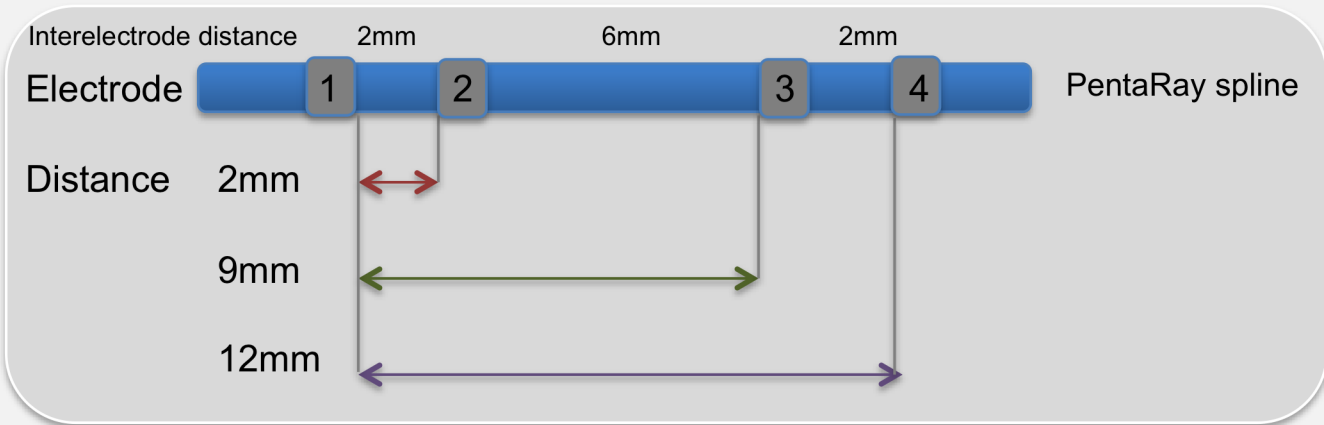 Interelectrode distance 2mm 6mm 2mm
Electrode 1 2 3 4 PentaRay spline
Distance 2mm
9mm
12mm